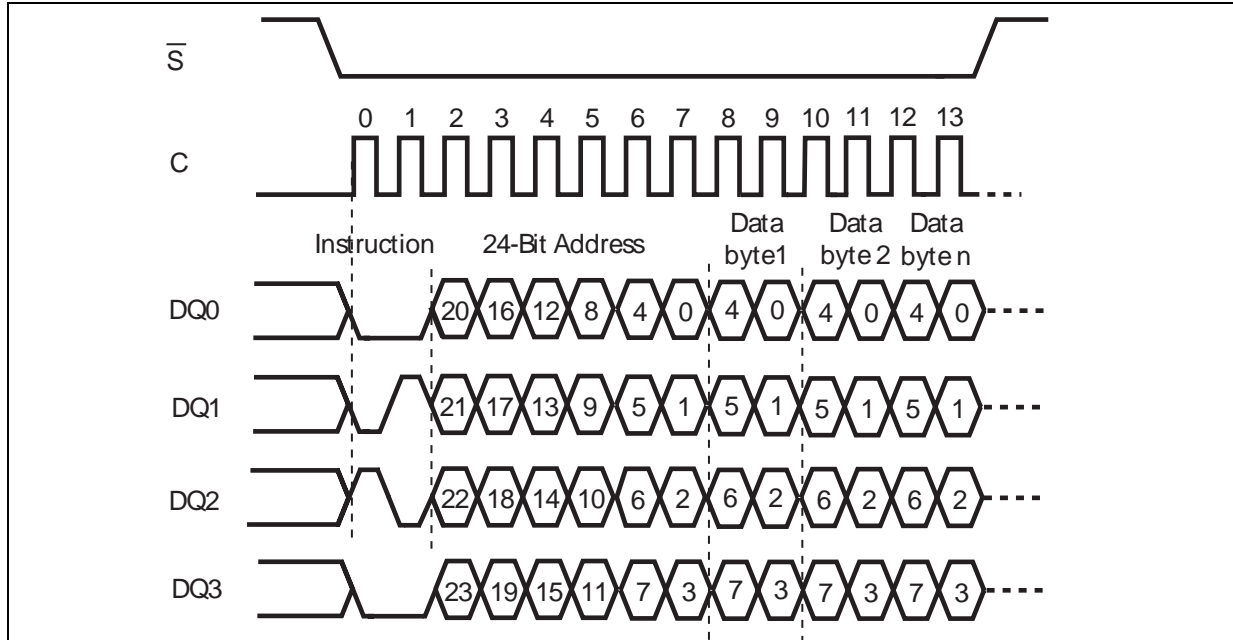 S
0 1 2 3 4 5 6 7 8 9 10 11 12 13
C
Instruction 24-Bit Address Data byte1 Data byte 2 Data byte n
DQ0 20 16 12 8 4 0 4 0 4 0 4 0
DQ1 21 17 13 9 5 1 5 1 5 1 5 1
DQ2 22 18 14 10 6 2 6 2 6 2 6 2
DQ3 23 19 15 11 7 3 7 3 7 3 7 3